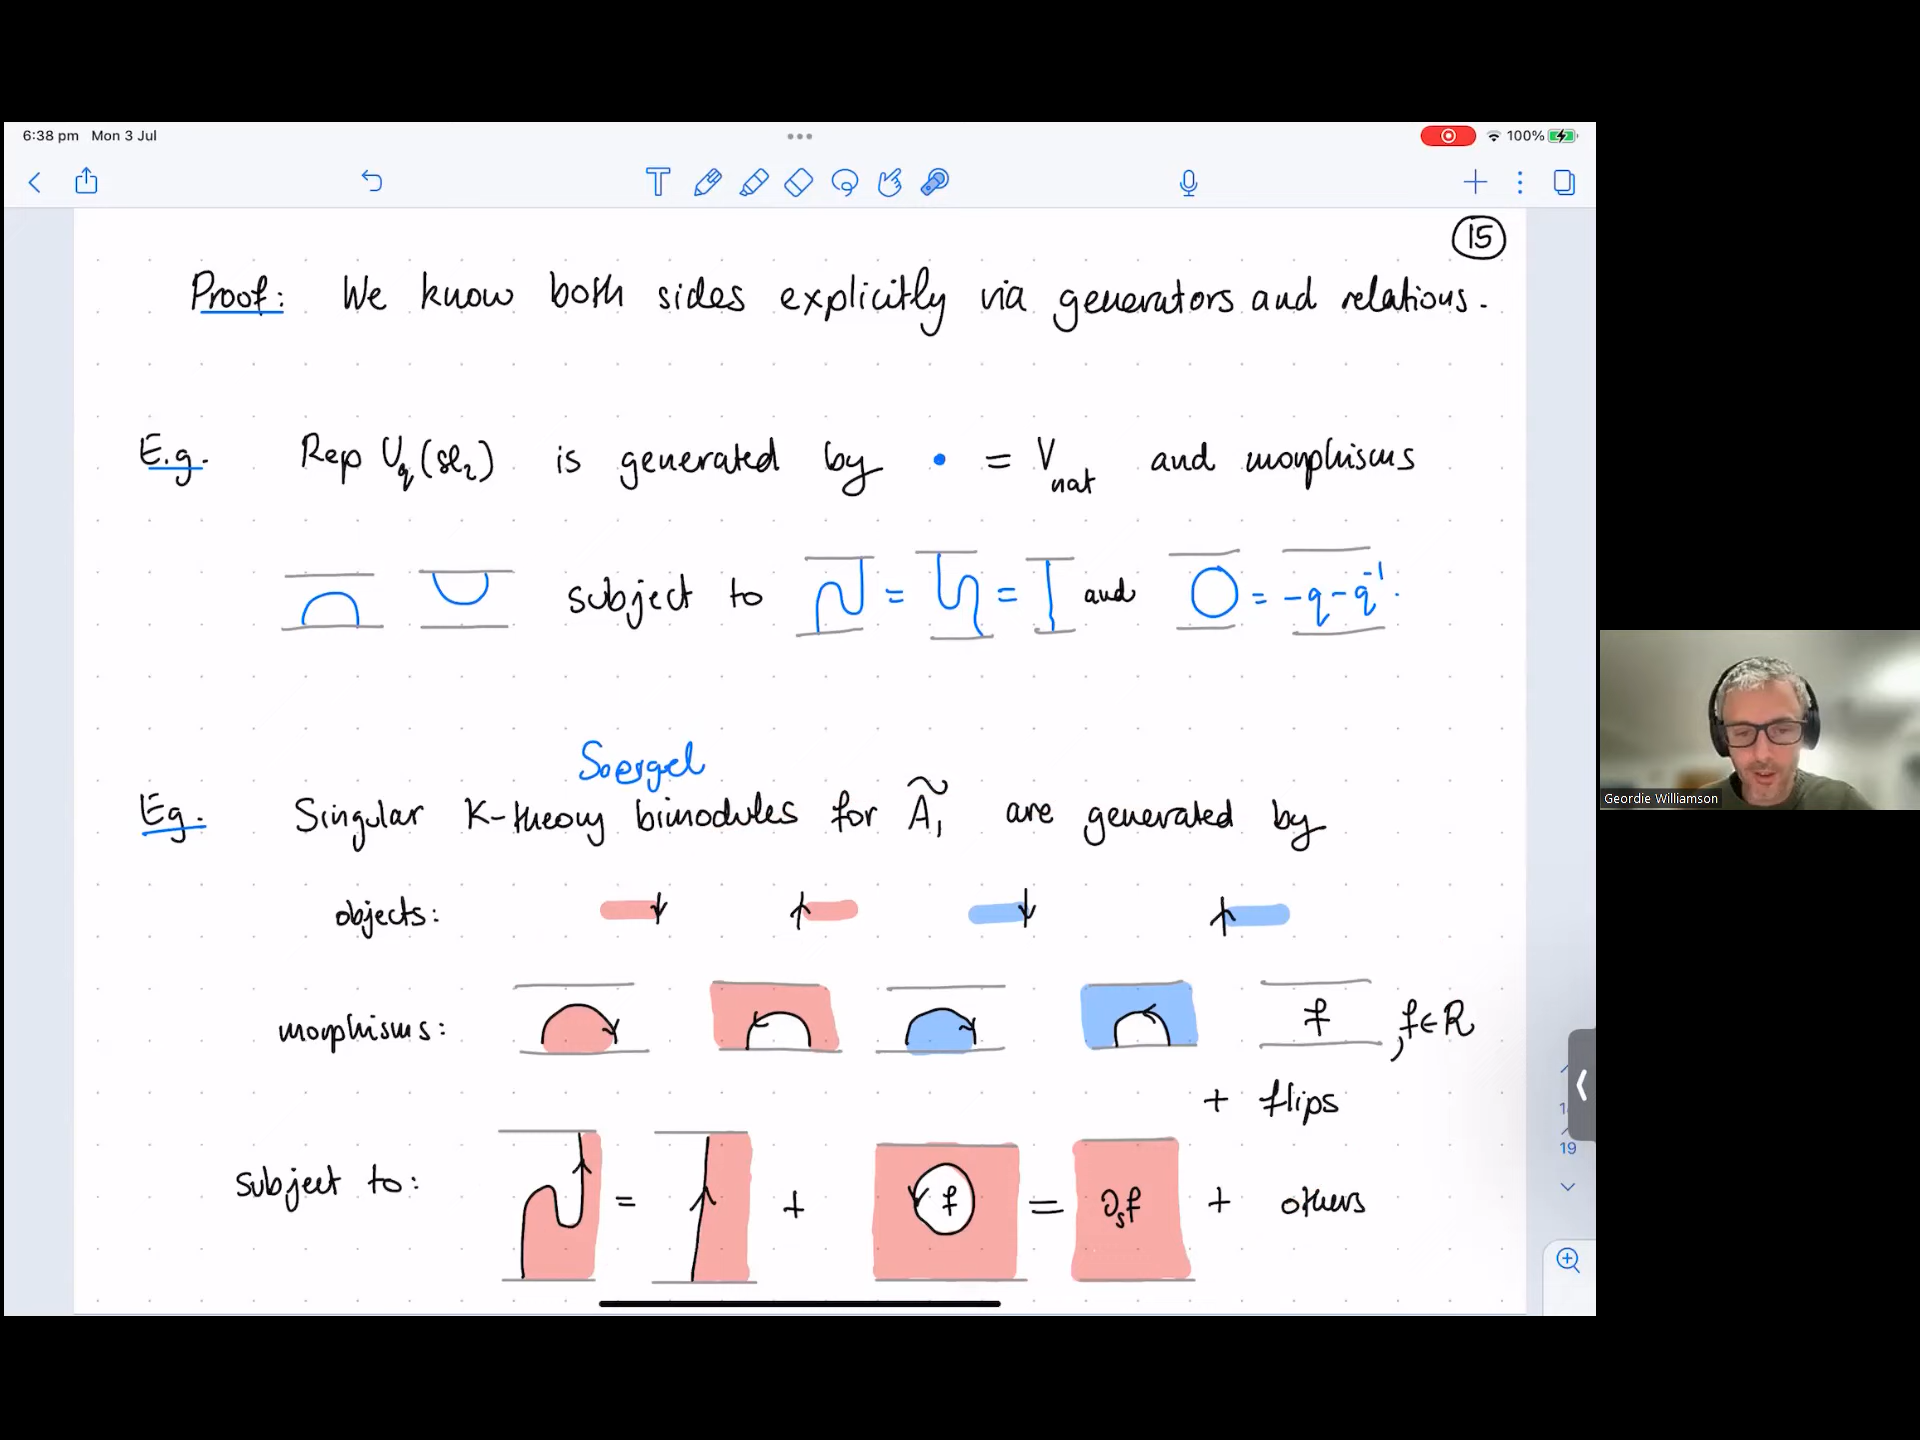 6:38 pm Mon 3 Jul
100%
15
Proof: We know both sides explicitly via generators and relations.
E.g. Rep U_q(sl_2) is generated by • = V_nat and morphisms
subject to = = and = -q-q^{-1}.
Soergel
Eg. Singular K-theory bimodules for Ã_1 are generated by
objects:
morphisms: f , f∈R
+ flips
subject to: = + f = ∂_s f + others
19
Geordie Williamson